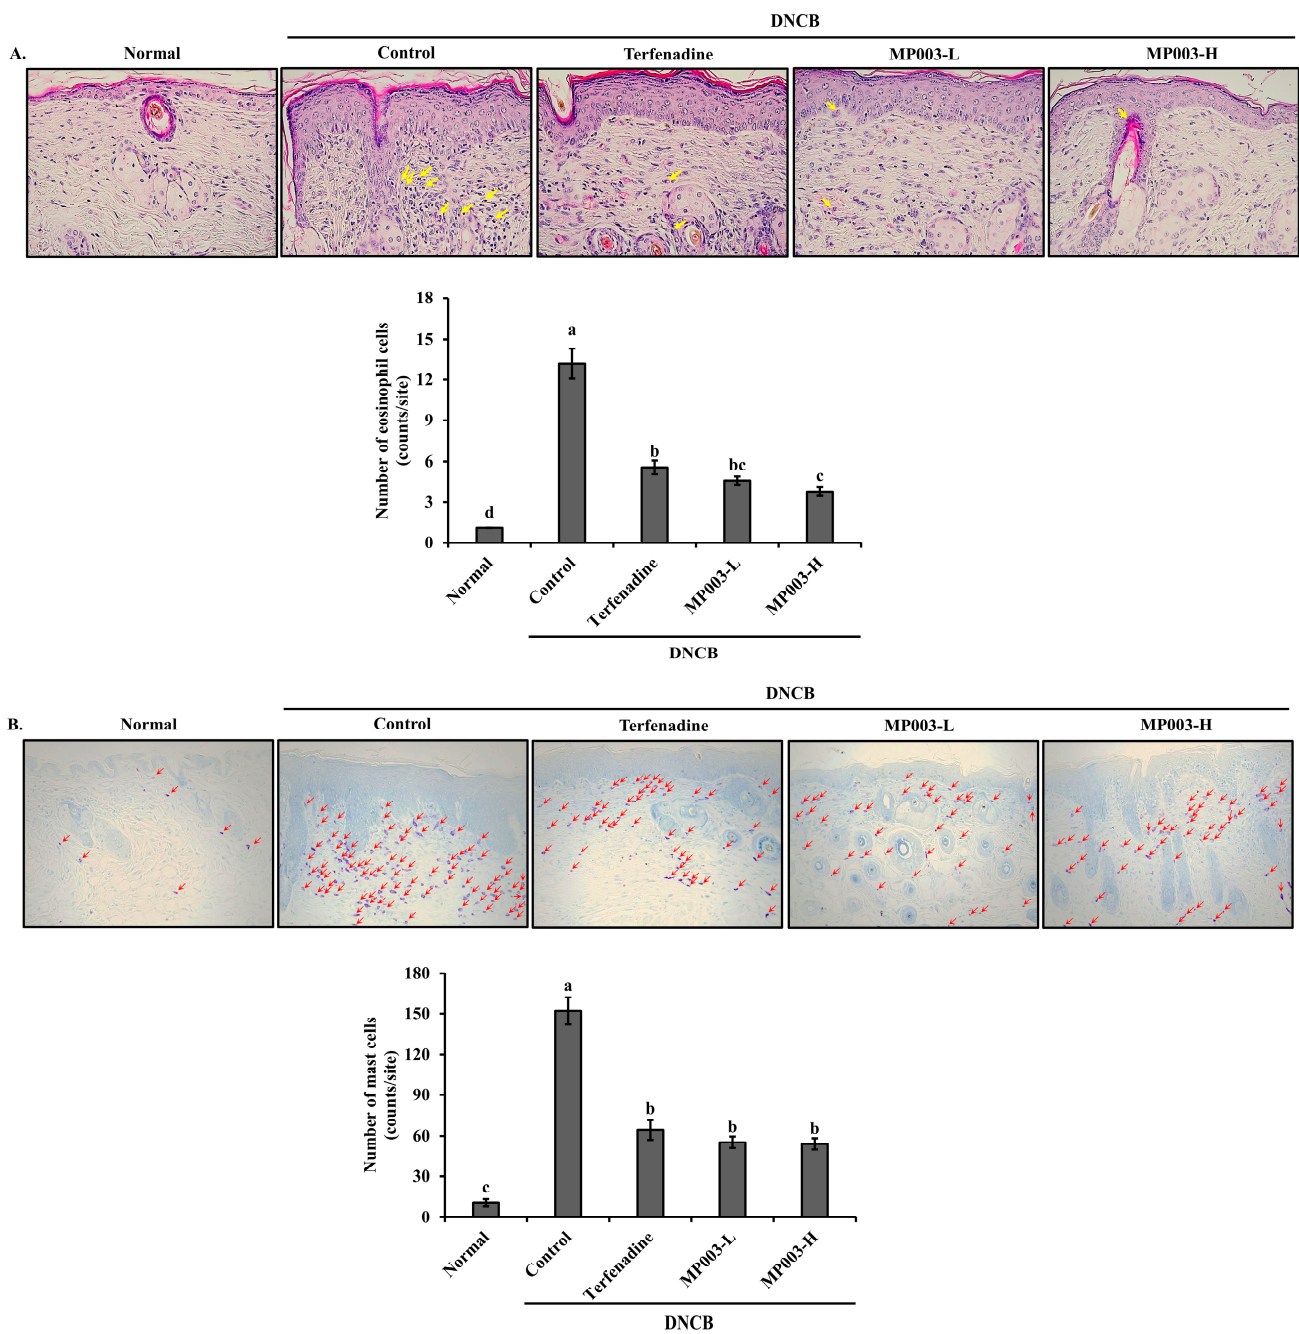 DNCB
A.
Normal
Control
Terfenadine
MP003-L
MP003-H
Number of eosinophil cells
(counts/site)
18
15
12
9
6
3
0
d
a
b
bc
c
Normal
Control
Terfenadine
MP003-L
MP003-H
DNCB
DNCB
B.
Normal
Control
Terfenadine
MP003-L
MP003-H
Number of mast cells
(counts/site)
180
150
120
90
60
30
0
c
a
b
b
b
Normal
Control
Terfenadine
MP003-L
MP003-H
DNCB